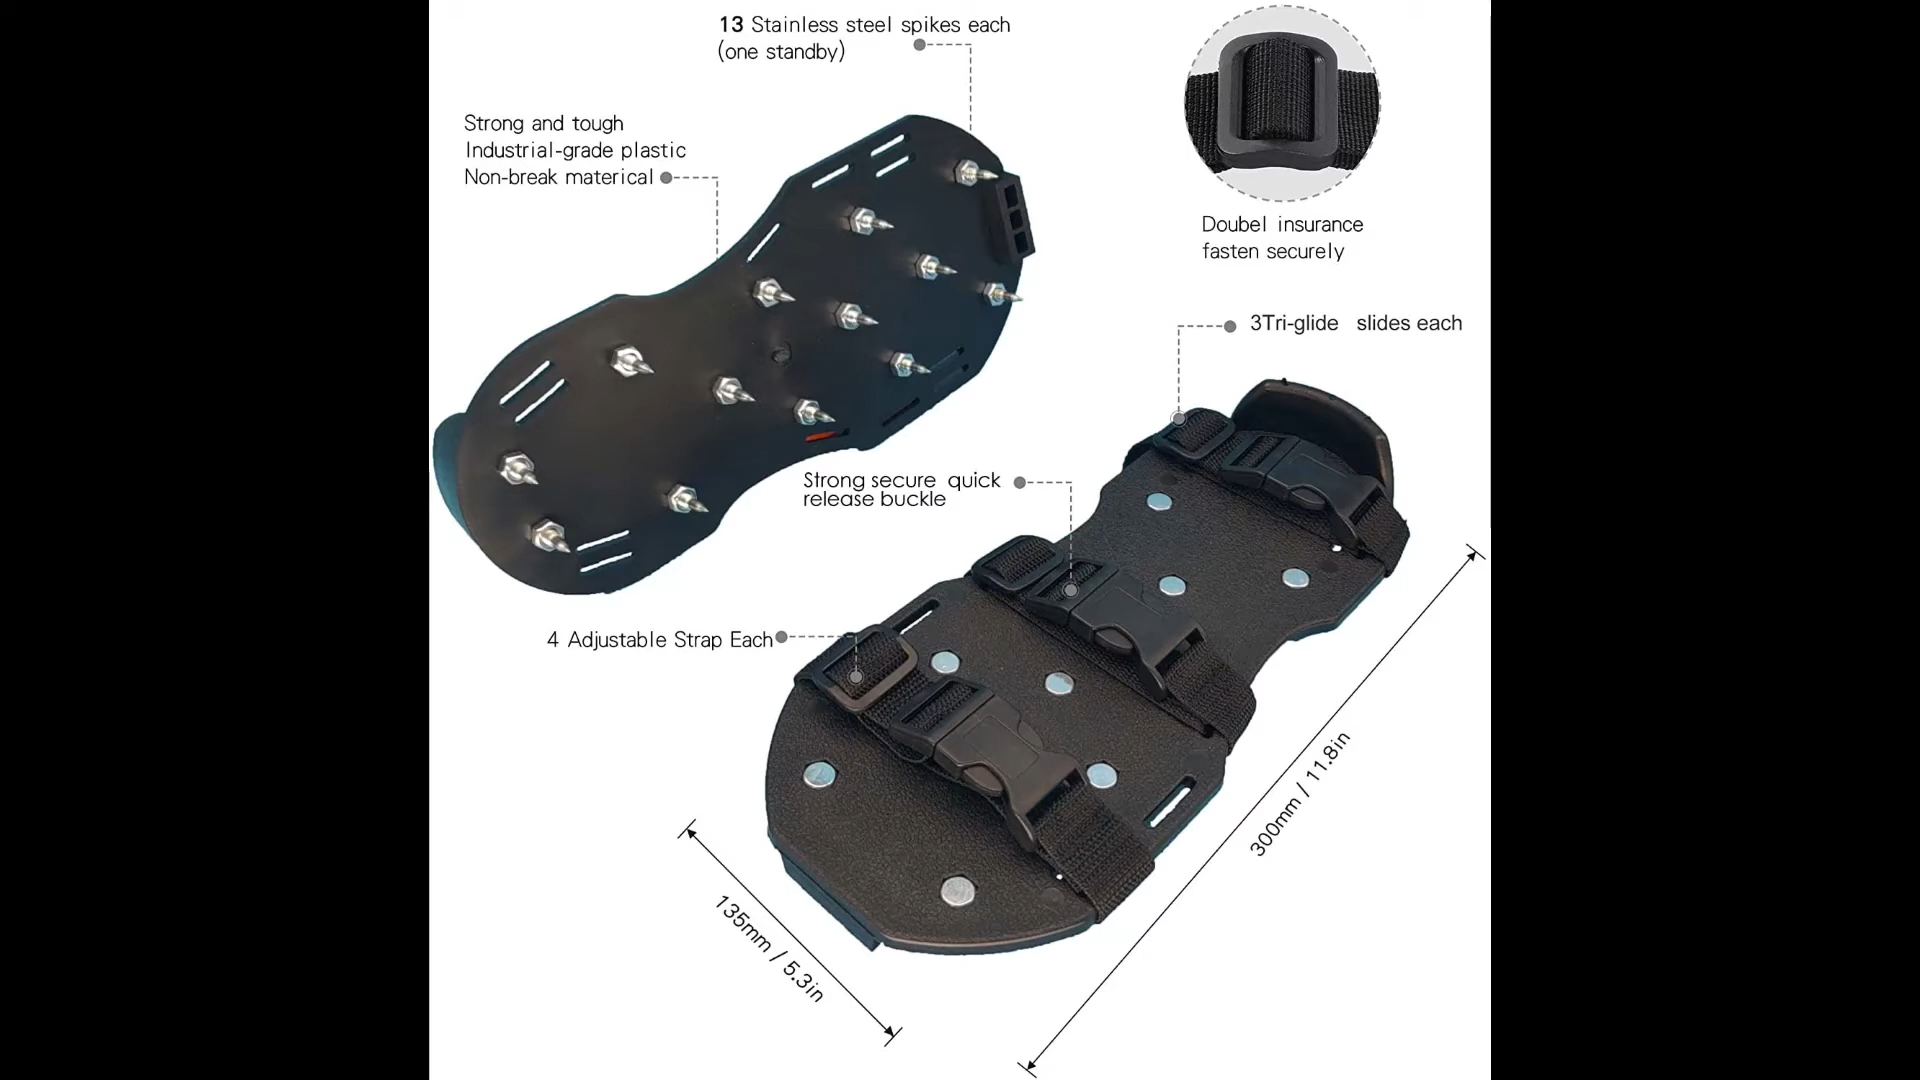 13 Stainless steel spikes each
(one standby)
Strong and tough
Industrial-grade plastic
Non-break materical
Doubel insurance
fasten securely
3Tri-glide slides each
Strong secure quick
release buckle
4 Adjustable Strap Each
300mm / 11.8in
135mm / 5.3in